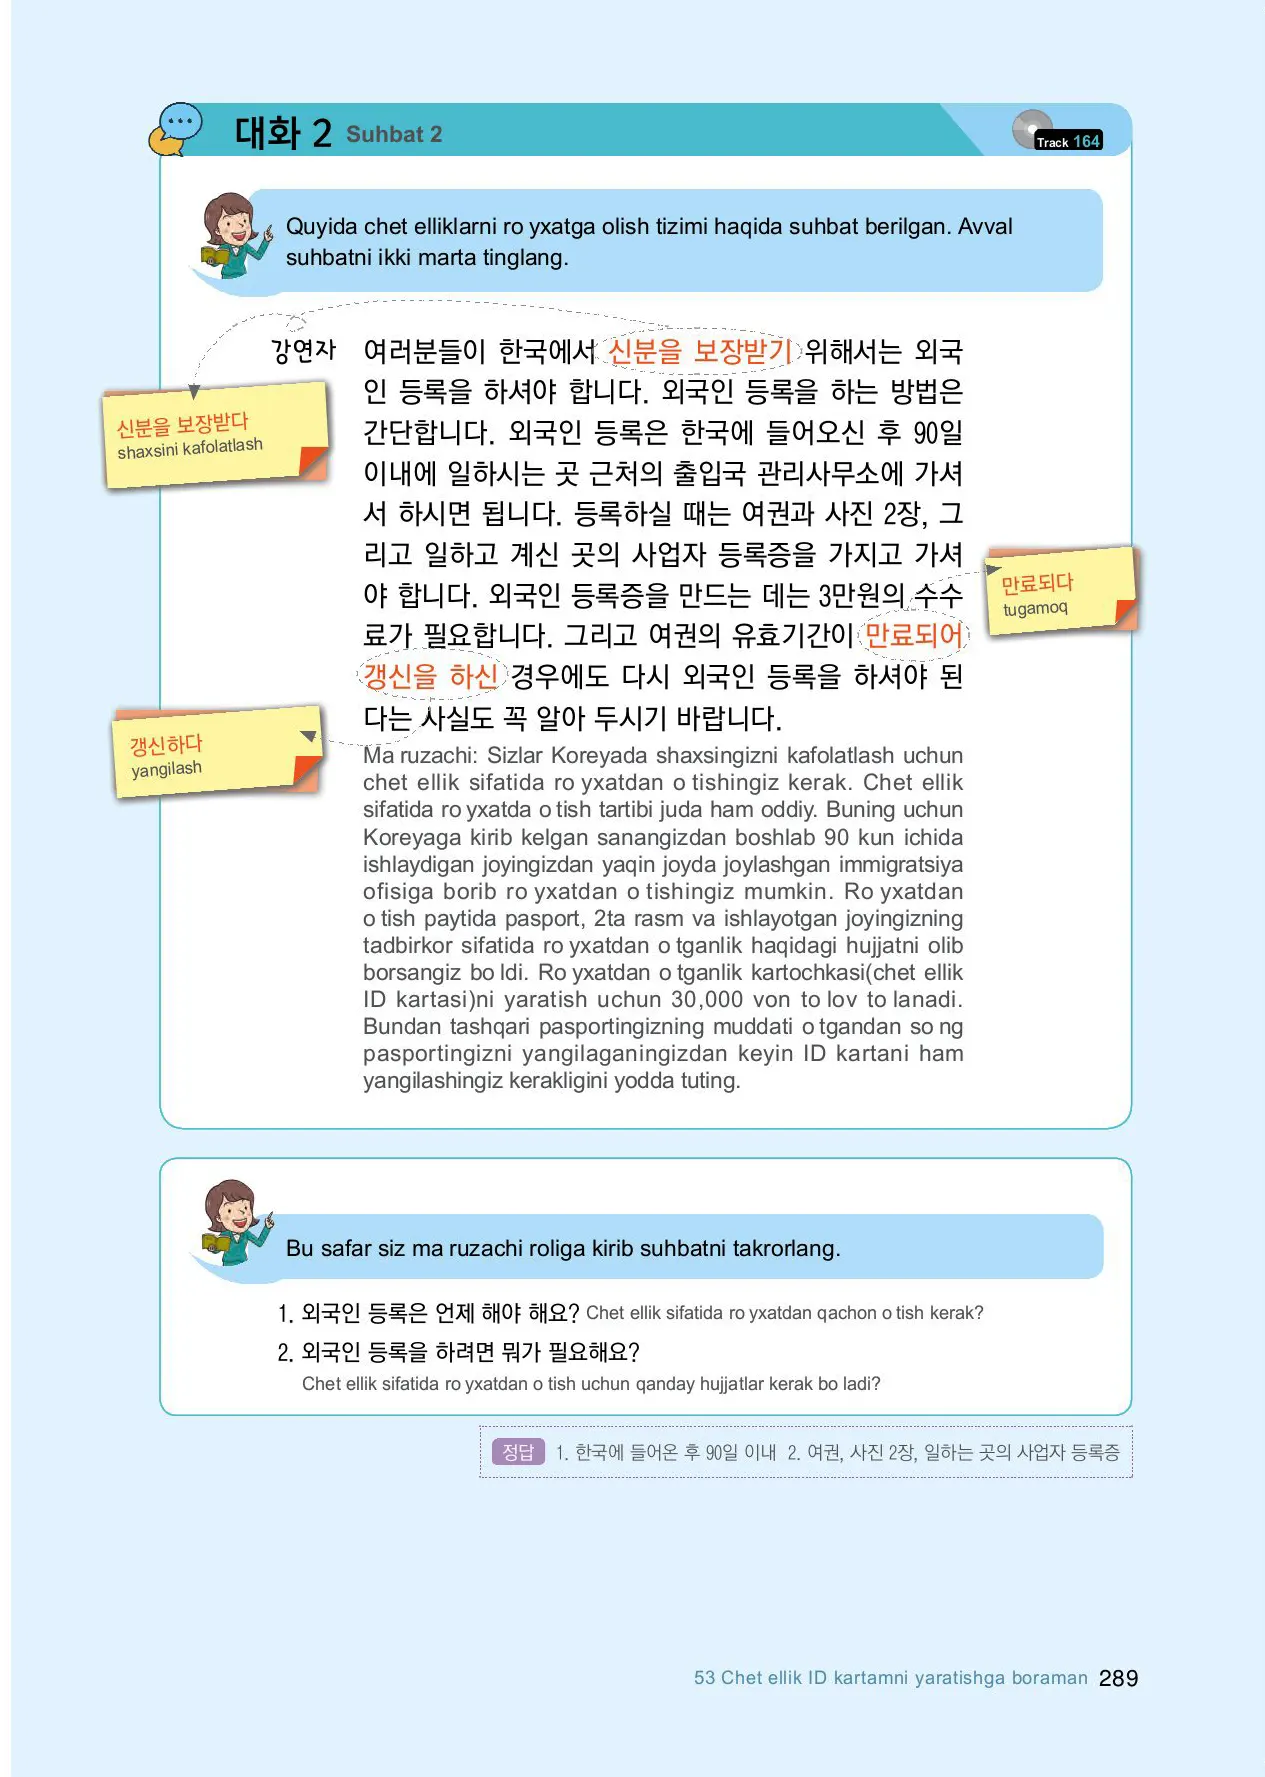 대화 2 Suhbat 2
Track 164
Quyida chet elliklarni ro yxatga olish tizimi haqida suhbat berilgan. Avval
suhbatni ikki marta tinglang.
강연자 여러분들이 한국에서 신분을 보장받기 위해서는 외국
인 등록을 하셔야 합니다. 외국인 등록을 하는 방법은
간단합니다. 외국인 등록은 한국에 들어오신 후 90일
이내에 일하시는 곳 근처의 출입국 관리사무소에 가셔
서 하시면 됩니다. 등록하실 때는 여권과 사진 2장, 그
리고 일하고 계신 곳의 사업자 등록증을 가지고 가셔
야 합니다. 외국인 등록증을 만드는 데는 3만원의 수수
료가 필요합니다. 그리고 여권의 유효기간이 만료되어
갱신을 하신 경우에도 다시 외국인 등록을 하셔야 된
다는 사실도 꼭 알아 두시기 바랍니다.
신분을 보장받다
shaxsini kafolatlash
만료되다
tugamoq
갱신하다
yangilash
Ma ruzachi: Sizlar Koreyada shaxsingizni kafolatlash uchun
chet ellik sifatida ro yxatdan o tishingiz kerak. Chet ellik
sifatida ro yxatda o tish tartibi juda ham oddiy. Buning uchun
Koreyaga kirib kelgan sanangizdan boshlab 90 kun ichida
ishlaydigan joyingizdan yaqin joyda joylashgan immigratsiya
ofisiga borib ro yxatdan o tishingiz mumkin. Ro yxatdan
o tish paytida pasport, 2ta rasm va ishlayotgan joyingizning
tadbirkor sifatida ro yxatdan o tganlik haqidagi hujjatni olib
borsangiz bo ldi. Ro yxatdan o tganlik kartochkasi(chet ellik
ID kartasi)ni yaratish uchun 30,000 von to lov to lanadi.
Bundan tashqari pasportingizning muddati o tgandan so ng
pasportingizni yangilaganingizdan keyin ID kartani ham
yangilashingiz kerakligini yodda tuting.
Bu safar siz ma ruzachi roliga kirib suhbatni takrorlang.
1. 외국인 등록은 언제 해야 해요? Chet ellik sifatida ro yxatdan qachon o tish kerak?
2. 외국인 등록을 하려면 뭐가 필요해요?
Chet ellik sifatida ro yxatdan o tish uchun qanday hujjatlar kerak bo ladi?
정답 1. 한국에 들어온 후 90일 이내 2. 여권, 사진 2장, 일하는 곳의 사업자 등록증
53 Chet ellik ID kartamni yaratishga boraman 289